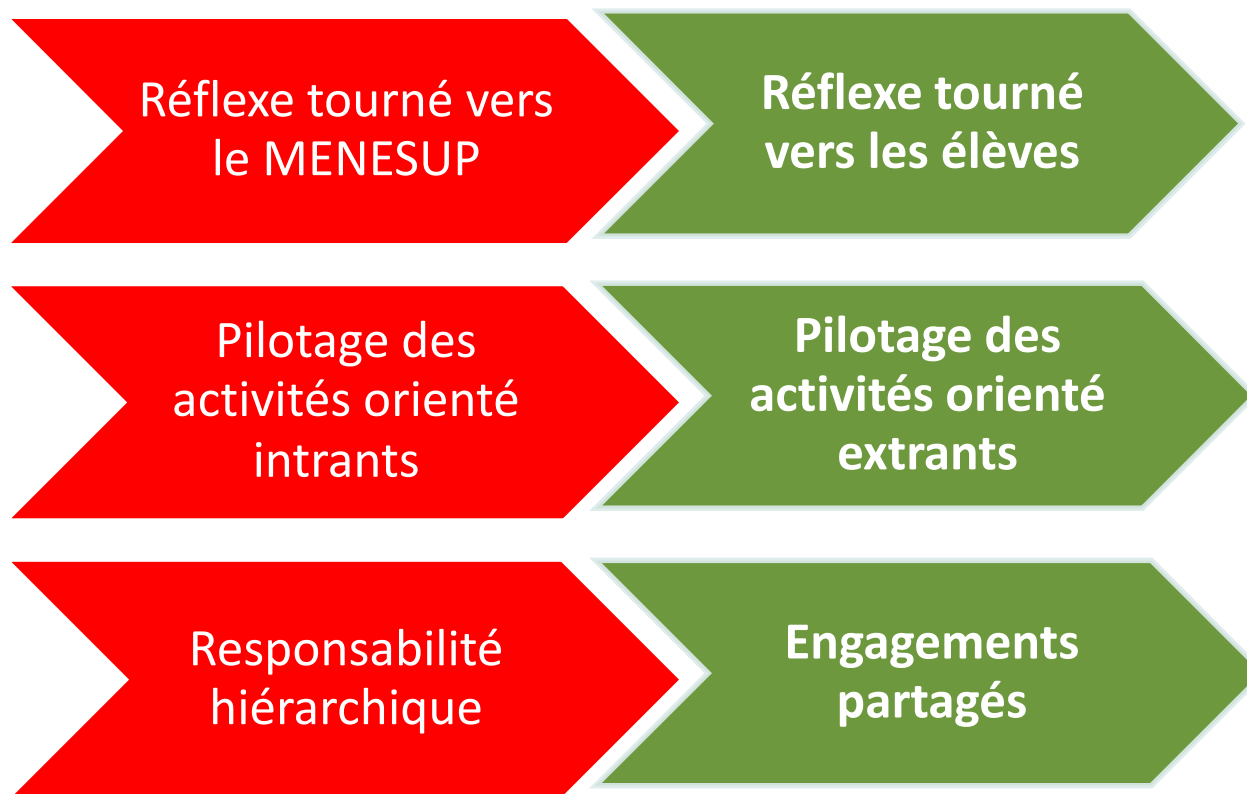 Réflexe tourné vers
le MENESUP
Réflexe tourné
vers les élèves
Pilotage des
activités orienté
intrants
Pilotage des
activités orienté
extrants
Responsabilité
hiérarchique
Engagements
partagés